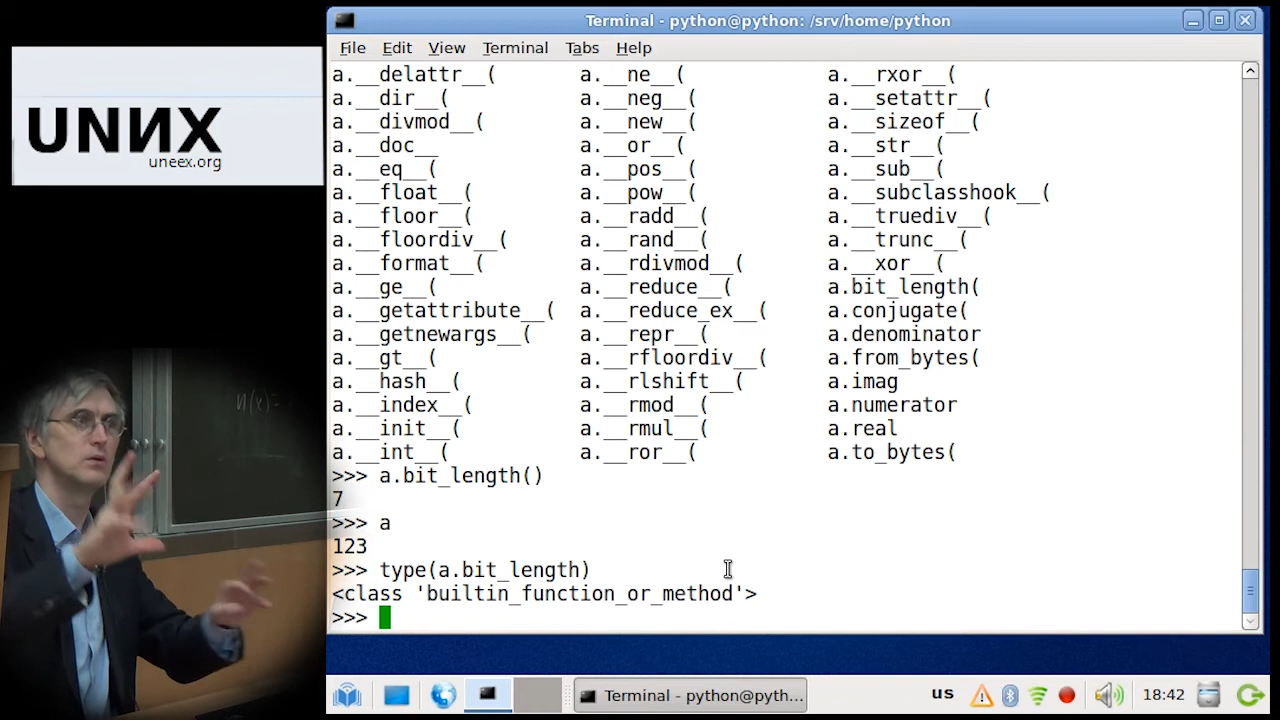 UNИX
uneex.org
Terminal - python@python: /srv/home/python
File Edit View Terminal Tabs Help
a.__delattr__( a.__ne__( a.__rxor__(
a.__dir__( a.__neg__( a.__setattr__(
a.__divmod__( a.__new__( a.__sizeof__(
a.__doc__ a.__or__( a.__str__(
a.__eq__( a.__pos__( a.__sub__(
a.__float__( a.__pow__( a.__subclasshook__(
a.__floor__( a.__radd__( a.__truediv__(
a.__floordiv__( a.__rand__( a.__trunc__(
a.__format__( a.__rdivmod__( a.__xor__(
a.__ge__( a.__reduce__( a.bit_length(
a.__getattribute__( a.__reduce_ex__( a.conjugate(
a.__getnewargs__( a.__repr__( a.denominator
a.__gt__( a.__rfloordiv__( a.from_bytes(
a.__hash__( a.__rlshift__( a.imag
a.__index__( a.__rmod__( a.numerator
a.__init__( a.__rmul__( a.real
a.__int__( a.__ror__( a.to_bytes(
>>> a.bit_length()
7
>>> a
123
>>> type(a.bit_length)
<class 'builtin_function_or_method'>
>>>
Terminal - python@pyth...
us
18:42